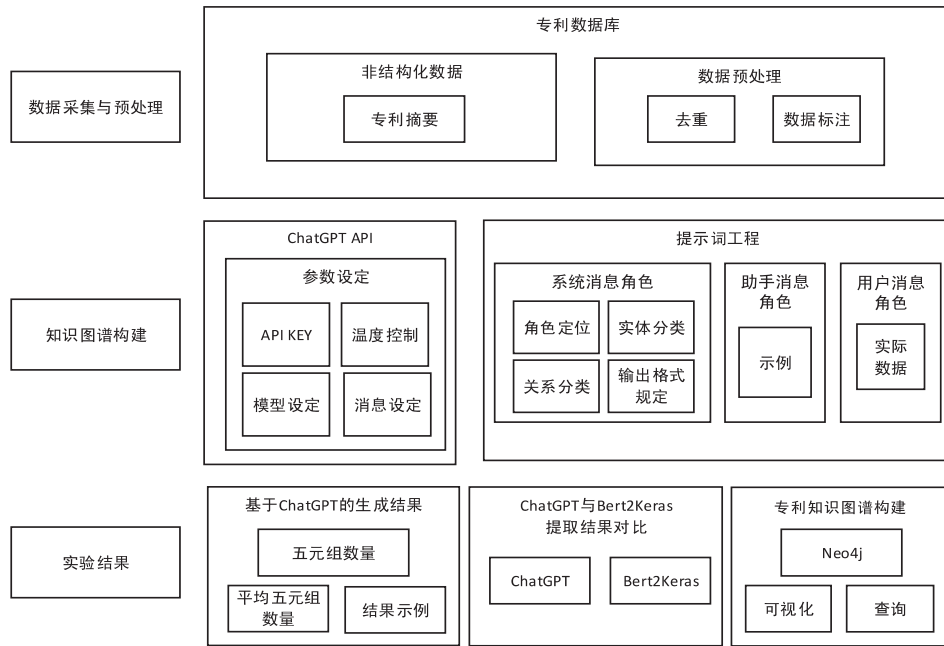 专利数据库
非结构化数据
专利摘要
数据预处理
去重
数据标注
数据采集与预处理
ChatGPT API
参数设定
API KEY
温度控制
模型设定
消息设定
提示词工程
系统消息角色
角色定位
实体分类
关系分类
输出格式
规定
助手消息
角色
示例
用户消息
角色
实际
数据
知识图谱构建
基于ChatGPT的生成结果
五元组数量
平均五元组
数量
结果示例
ChatGPT与Bert2Keras
提取结果对比
ChatGPT
Bert2Keras
专利知识图谱构建
Neo4j
可视化
查询
实验结果